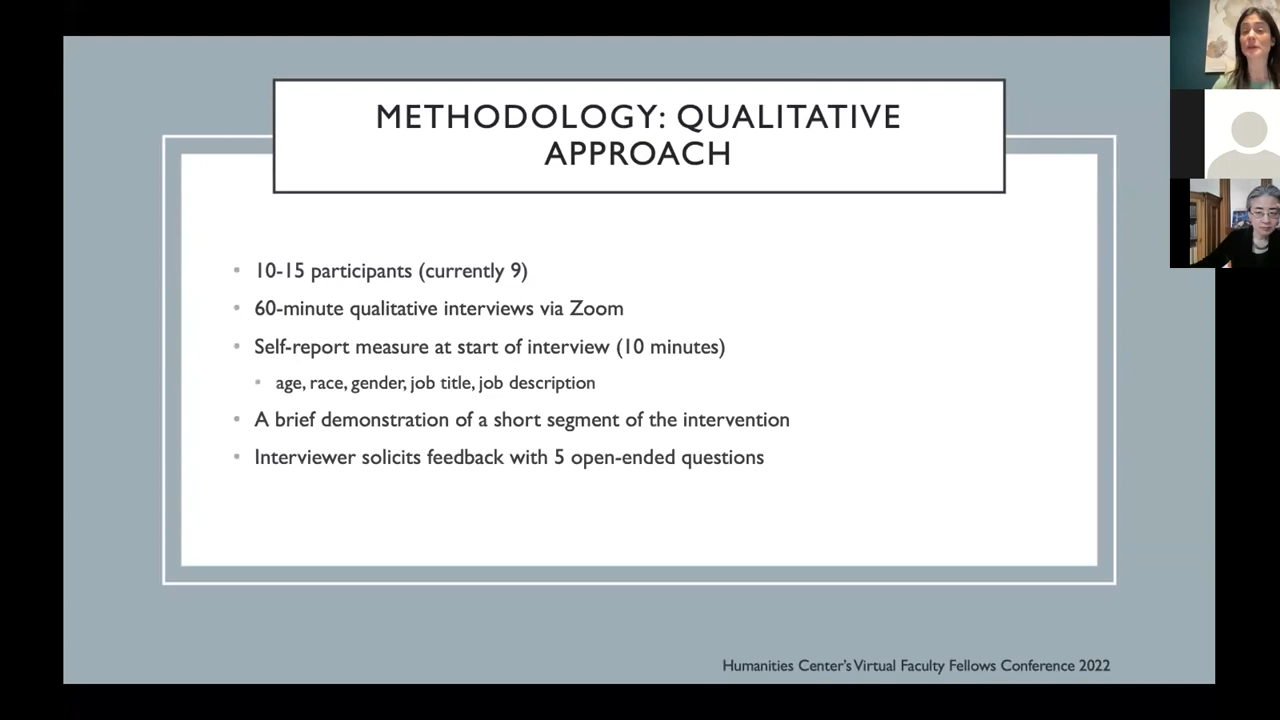 METHODOLOGY: QUALITATIVE
APPROACH
10-15 participants (currently 9)
60-minute qualitative interviews via Zoom
Self-report measure at start of interview (10 minutes)
age, race, gender, job title, job description
A brief demonstration of a short segment of the intervention
Interviewer solicits feedback with 5 open-ended questions
Humanities Center's Virtual Faculty Fellows Conference 2022